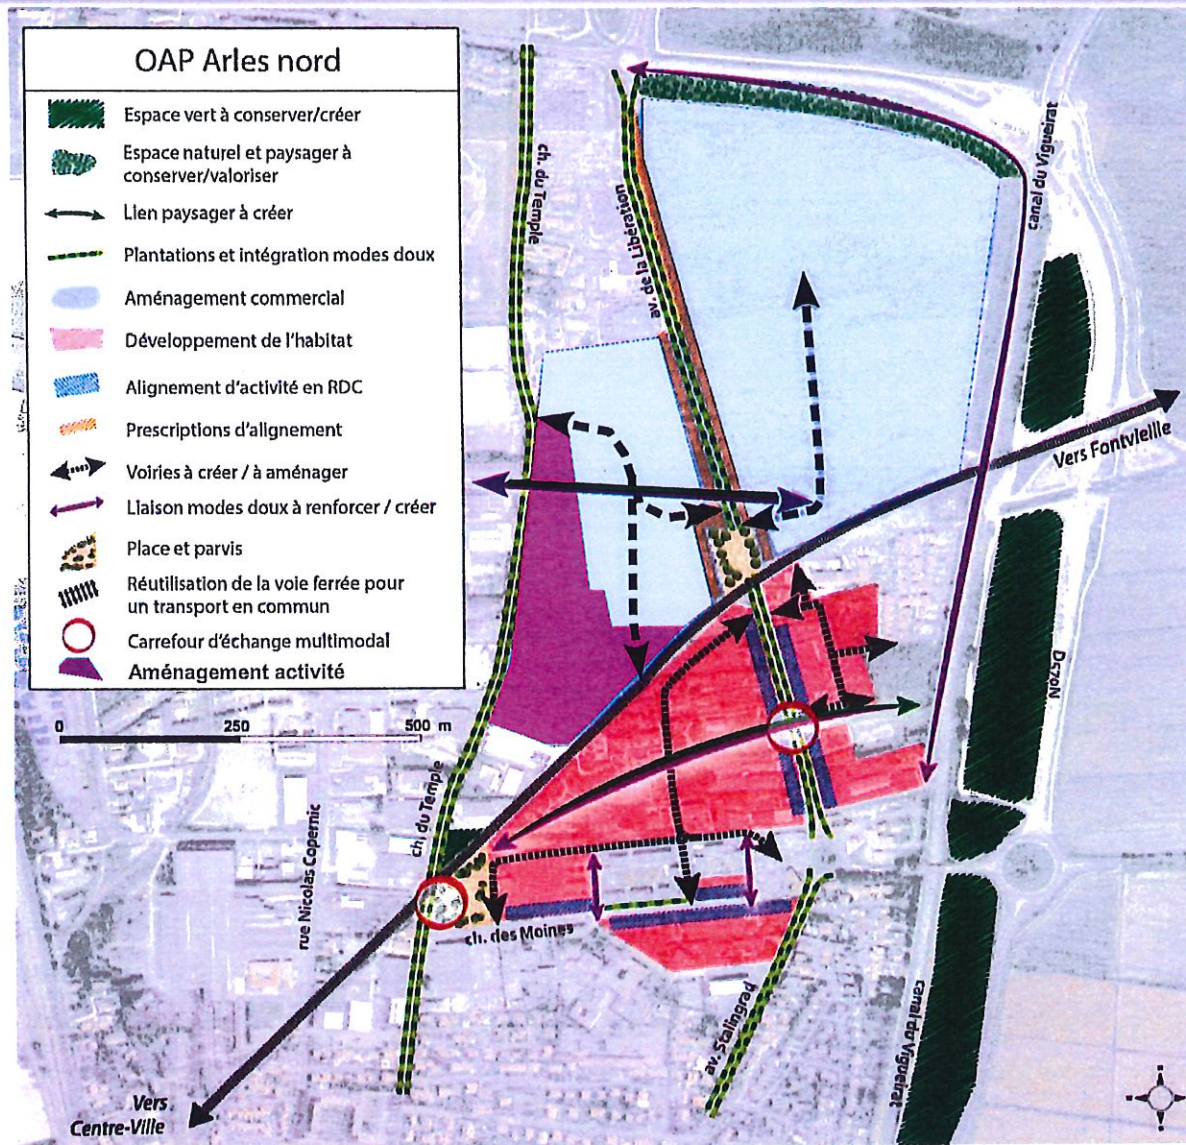 OAP Arles nord
Espace vert à conserver/créer
Espace naturel et paysager à
conserver/valoriser
Lien paysager à créer
Plantations et intégration modes doux
Aménagement commercial
Développement de l'habitat
Alignement d'activité en RDC
Prescriptions d'alignement
Voiries à créer / à aménager
Liaison modes doux à renforcer / créer
Place et parvis
Réutilisation de la voie ferrée pour
un transport en commun
Carrefour d'échange multimodal
Aménagement activité
0 250 500 m
ch. du Temple
av. de la Libération
canal du Vigueirat
Vers Fontvieille
D570N
ch. du Temple
rue Nicolas Copernic
ch. des Moines
av. Stalingrad
canal du Vigueirat
Vers
Centre-Ville